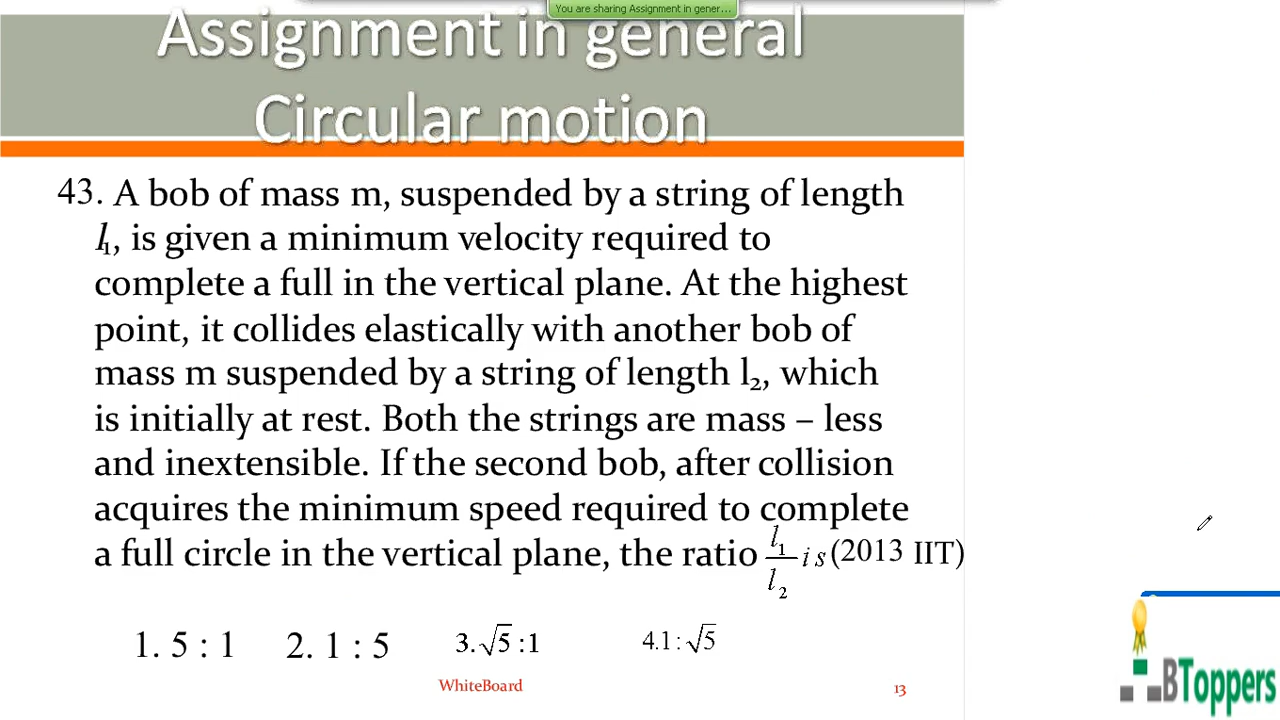 You are sharing Assignment in gener...
Assignment in general
Circular motion
43. A bob of mass m, suspended by a string of length
l₁, is given a minimum velocity required to
complete a full in the vertical plane. At the highest
point, it collides elastically with another bob of
mass m suspended by a string of length l₂, which
is initially at rest. Both the strings are mass – less
and inextensible. If the second bob, after collision
acquires the minimum speed required to complete
a full circle in the vertical plane, the ratio l₁/l₂ is (2013 IIT)
1. 5 : 1 2. 1 : 5 3. √5 : 1 4. 1 : √5
WhiteBoard 13
BToppers